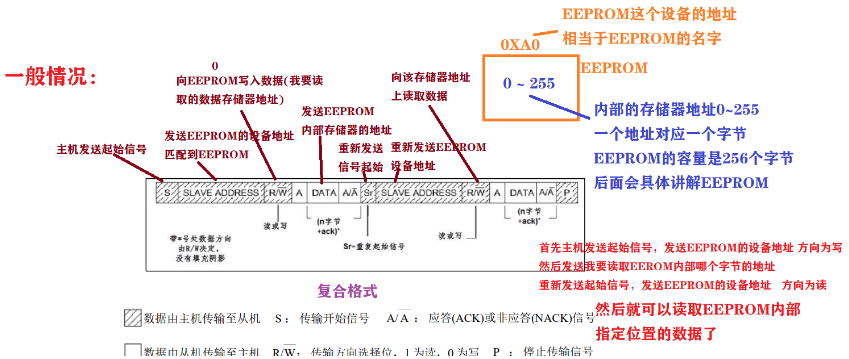 EEPROM这个设备的地址
相当于EEPROM的名字
0XA0
EEPROM
0 ~ 255
内部的存储器地址0~255
一个地址对应一个字节
EEPROM的容量是256个字节
后面会具体讲解EEPROM
一般情况：
0
向EEPROM写入数据(我要读
取的数据存储器地址)
向该存储器地址
上读取数据
发送EEPROM
内部存储器的地址
发送EEPROM的设备地址
匹配到EEPROM
主机发送起始信号
重新发送
信号起始
重新发送EEPROM
设备地址
S SLAVE ADDRESS R/W̅ A DATA A/A̅ Sr SLAVE ADDRESS R/W̅ A DATA A/A̅ P
读或写
(n字节
+ack)*
Sr=重复起始信号
读或写
(n字节
+ack)*
带*号处数据方向
由R/W决定。
没有填充阴影
复合格式
首先主机发送起始信号，发送EEPROM的设备地址 方向为写
然后发送我要读取EEROM内部哪个字节的地址
重新发送起始信号，发送EEPROM的设备地址 方向为读
然后就可以读取EEPROM内部
指定位置的数据了
数据由主机传输至从机 S： 传输开始信号 A/A̅ ： 应答(ACK)或非应答(NACK)信号
数据由从机传输至主机 R/W̅： 传输方向选择位，1为读，0为写 P ： 停止传输信号